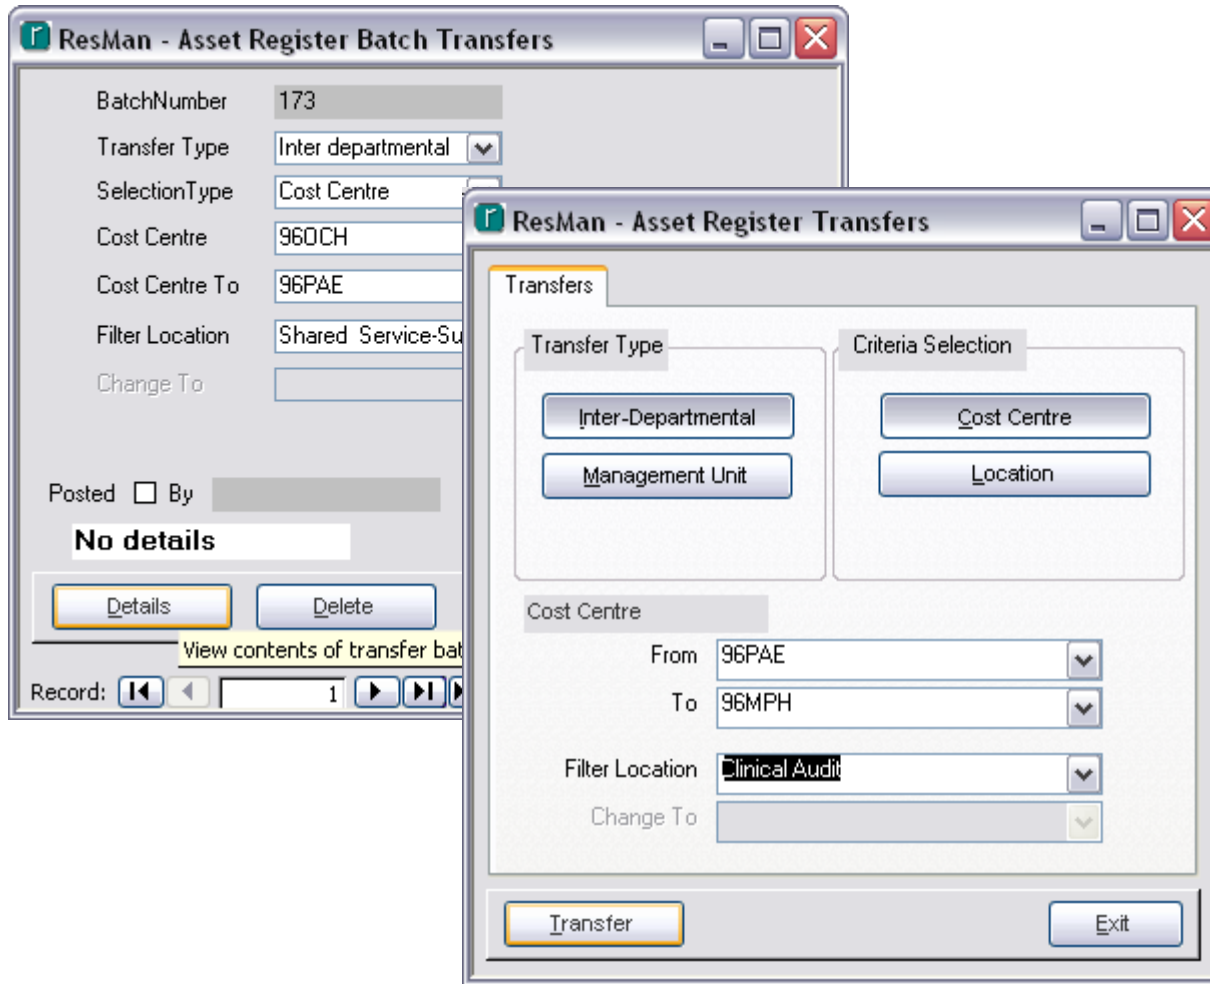 ResMan - Asset Register Batch Transfers
BatchNumber 173
Transfer Type Inter departmental
SelectionType Cost Centre
Cost Centre 96OCH
Cost Centre To 96PAE
Filter Location Shared Service-Su
Change To
Posted By
No details
Details Delete
View contents of transfer bat
Record: 1
ResMan - Asset Register Transfers
Transfers
Transfer Type Criteria Selection
Inter-Departmental Cost Centre
Management Unit Location
Cost Centre
From 96PAE
To 96MPH
Filter Location Clinical Audit
Change To
Transfer Exit